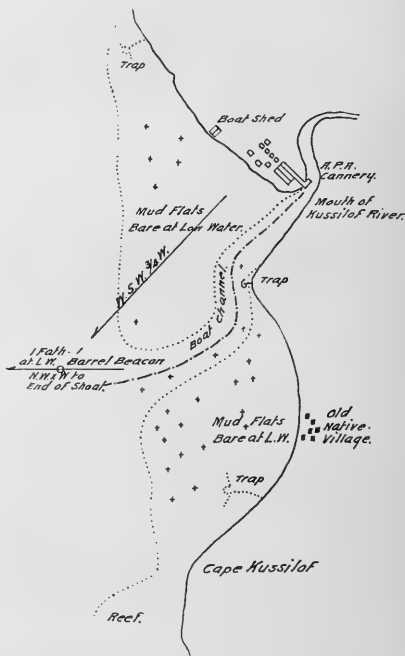 Trap
Boat Shed
A.P.A.
Cannery.
Mouth of
Kussilof River.
Mud Flats
Bare at Low Water.
W.S.W. 3/4 W.
Trap
Boat Channel
1 Fath.
at L.W.
Barrel Beacon
N.W. x W to
End of Shoal.
Mud Flats
Bare at L.W.
Old
Native
Village.
Trap
Cape Kussilof
Reef.